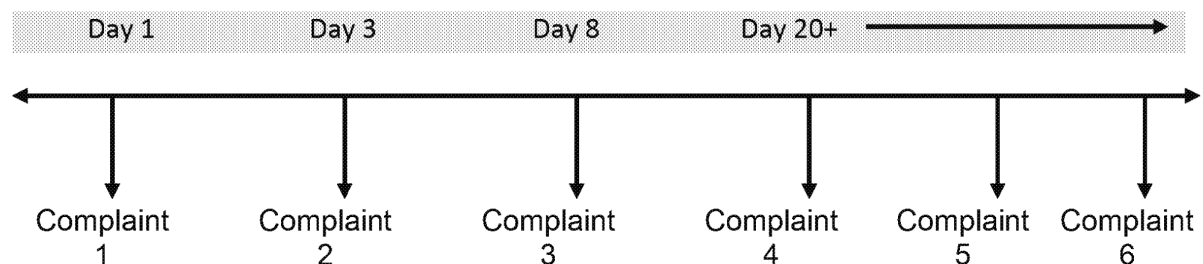 Day 1 Day 3 Day 8 Day 20+
Complaint 1
Complaint 2
Complaint 3
Complaint 4
Complaint 5
Complaint 6